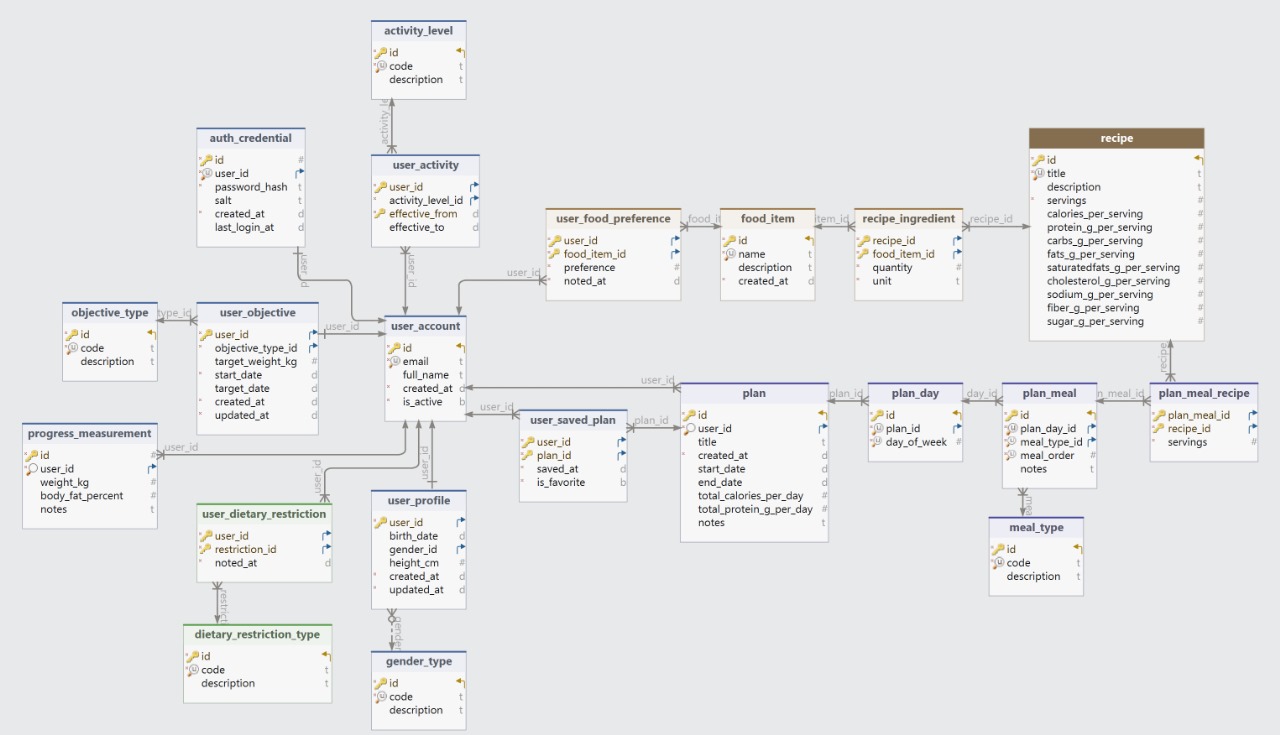 activity_level
id
code t
description t
activity_le
auth_credential
id #
user_id
password_hash t
salt t
created_at d
last_login_at d
user_activity
user_id
activity_level_id
effective_from d
effective_to d
user_id
user_id
user_food_preference
user_id
food_item_id
preference #
noted_at d
user_id
food_it
food_item
id
name t
description t
created_at d
item_id
recipe_ingredient
recipe_id
food_item_id
quantity #
unit t
recipe_id
recipe
id
title t
description t
servings #
calories_per_serving #
protein_g_per_serving #
carbs_g_per_serving #
fats_g_per_serving #
saturatedfats_g_per_serving #
cholesterol_g_per_serving #
sodium_g_per_serving #
fiber_g_per_serving #
sugar_g_per_serving #
recipe
objective_type
id
code t
description t
type_id
user_objective
user_id
objective_type_id
target_weight_kg #
start_date d
target_date d
created_at d
updated_at d
user_id
user_account
id
email t
full_name t
created_at d
is_active b
user_id
user_id
user_saved_plan
user_id
plan_id
saved_at d
is_favorite b
plan_id
plan
id
user_id
title t
created_at d
start_date d
end_date d
total_calories_per_day #
total_protein_g_per_day #
notes t
plan_id
plan_day
id
plan_id
day_of_week #
day_id
plan_meal
id
plan_day_id
meal_type_id
meal_order #
notes t
n_meal_id
plan_meal_recipe
plan_meal_id
recipe_id
servings #
mea
meal_type
id
code t
description t
progress_measurement
id #
user_id
weight_kg #
body_fat_percent #
notes t
user_id
user_id
user_id
user_dietary_restriction
user_id
restriction_id
noted_at d
restricti
dietary_restriction_type
id
code t
description t
user_profile
user_id
birth_date d
gender_id
height_cm #
created_at d
updated_at d
gender
gender_type
id
code t
description t